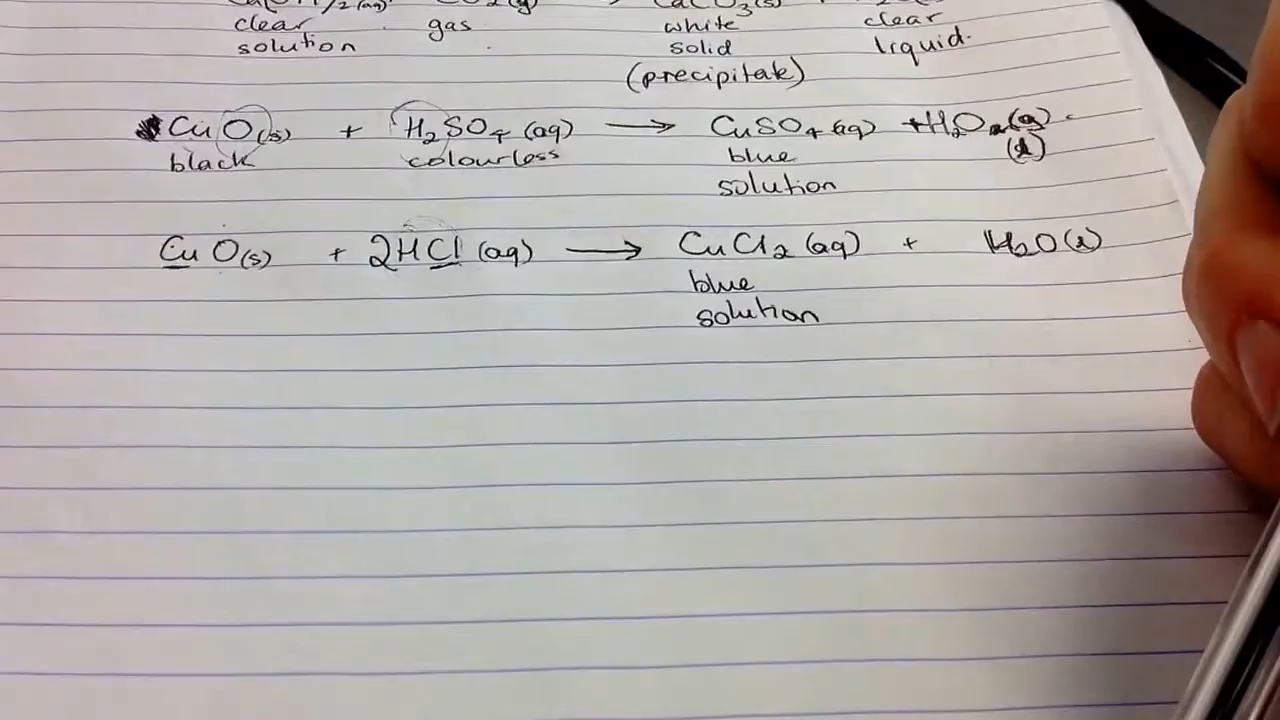 clear gas white clear
solution solid liquid.
(precipitate)
CuO(s) + H₂SO₄ (aq) → CuSO₄ (aq) + H₂O (g)
(l)
black colourless blue
solution
CuO(s) + 2HCl (aq) → CuCl₂ (aq) + H₂O(l)
blue
solution